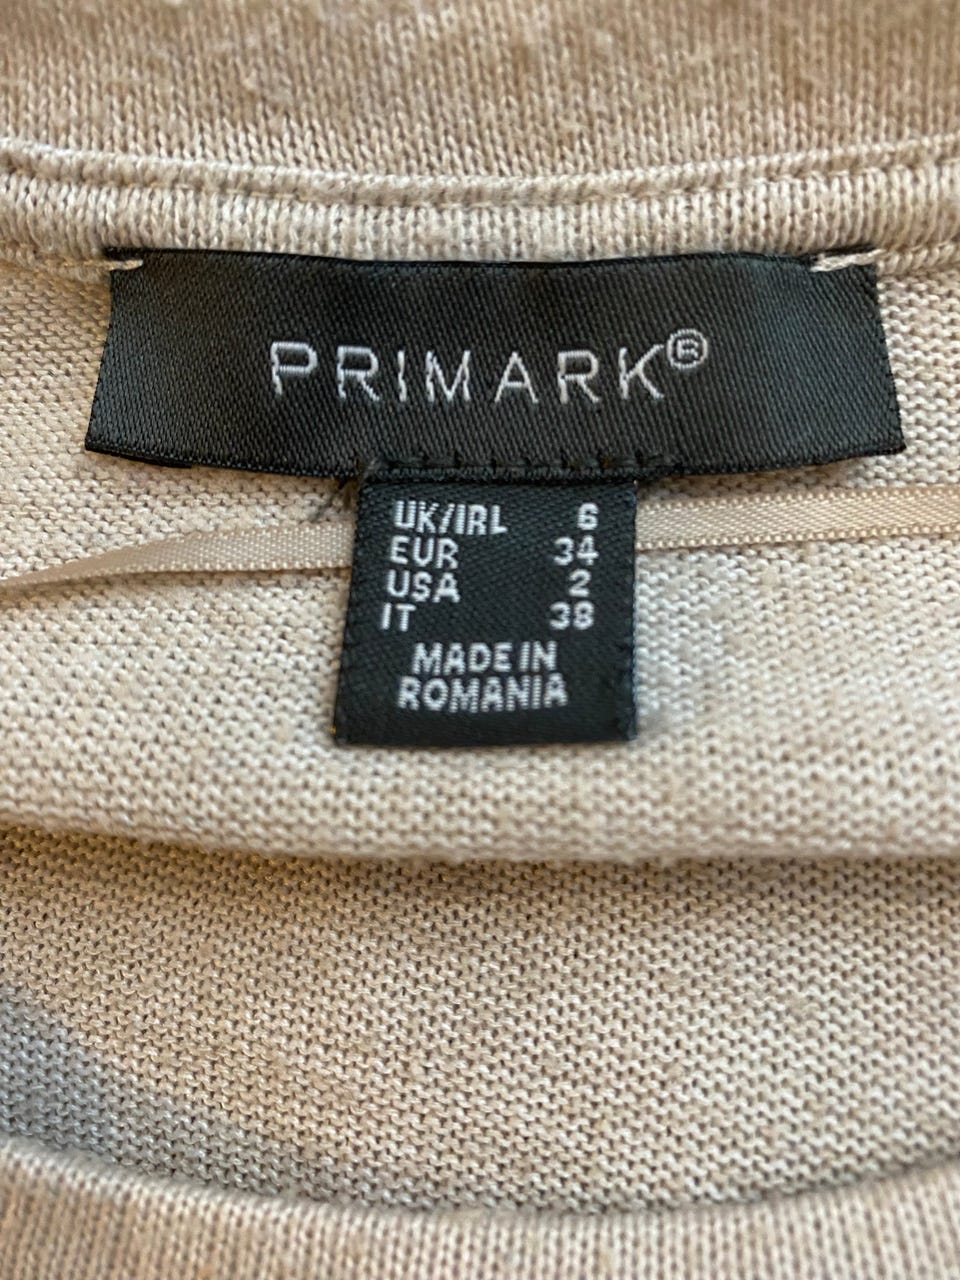 PRIMARK®
UK/IRL 6
EUR 34
USA 2
IT 38
MADE IN
ROMANIA